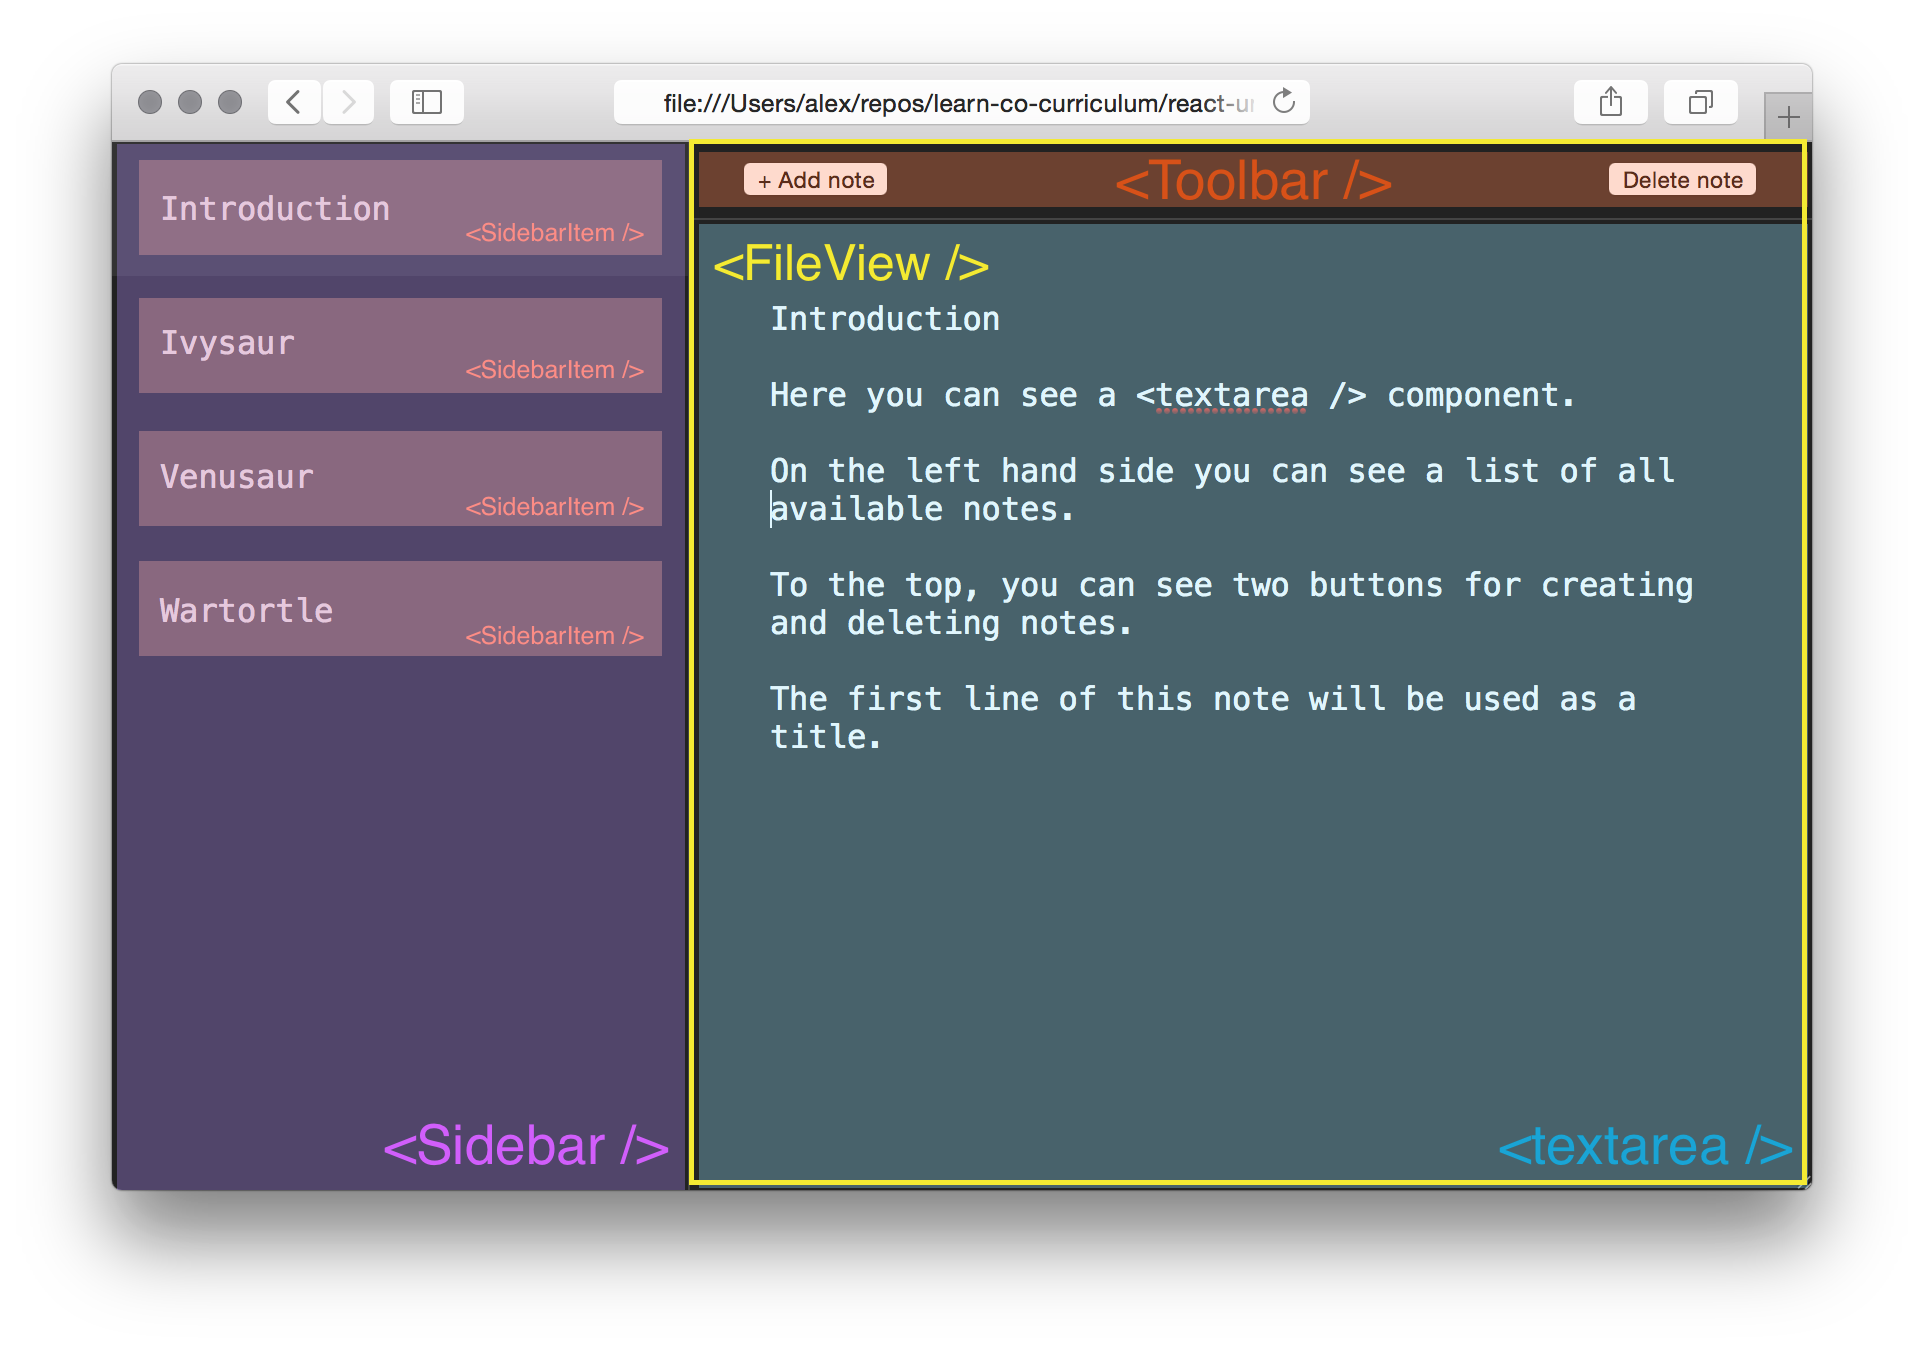 file:///Users/alex/repos/learn-co-curriculum/react-ur
Introduction
<SidebarItem />
Ivysaur
<SidebarItem />
Venusaur
<SidebarItem />
Wartortle
<SidebarItem />
<Sidebar />
+ Add note
<Toolbar />
Delete note
<FileView />
Introduction
Here you can see a <textarea /> component.
On the left hand side you can see a list of all
available notes.
To the top, you can see two buttons for creating
and deleting notes.
The first line of this note will be used as a
title.
<textarea />